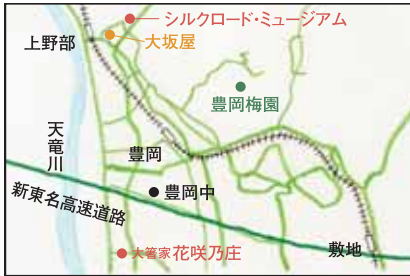 シルクロード・ミュージアム
上野部
大坂屋
豊岡梅園
天竜川
豊岡
豊岡中
新東名高速道路
大箸家花咲乃庄
敷地